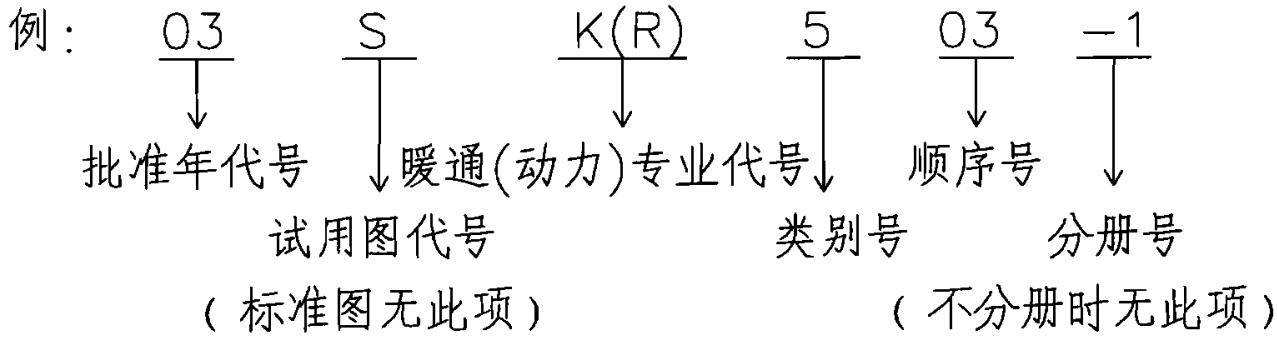 例： 03 S K(R) 5 03 -1
批准年代号 暖通(动力)专业代号 顺序号
试用图代号 类别号 分册号
(标准图无此项) (不分册时无此项)